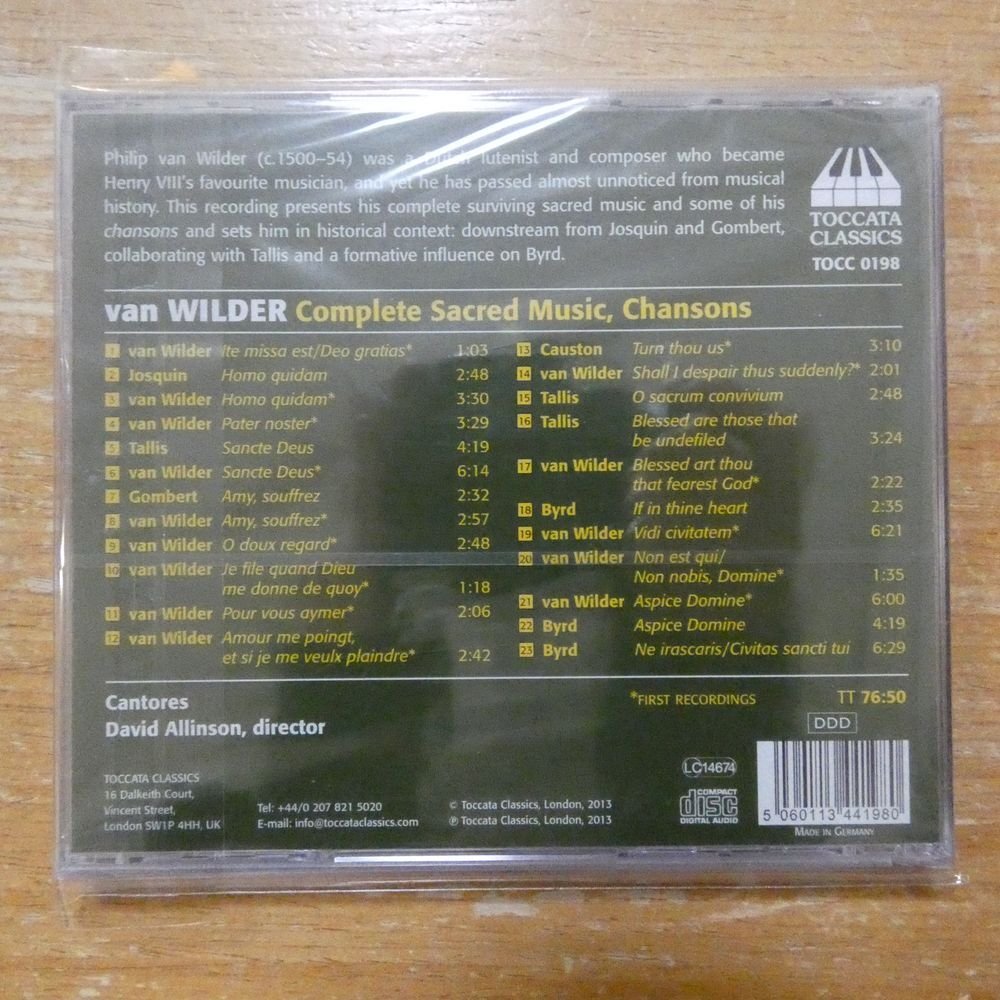 Philip van Wilder (c.1500–54) was a Dutch lutenist and composer who became
Henry VIII's favourite musician, and yet he has passed almost unnoticed from musical
history. This recording presents his complete surviving sacred music and some of his
chansons and sets him in historical context: downstream from Josquin and Gombert,
collaborating with Tallis and a formative influence on Byrd.
TOCCATA
CLASSICS
TOCC 0198
van WILDER Complete Sacred Music, Chansons
1 van Wilder Ite missa est/Deo gratias* 1:03
2 Josquin Homo quidam 2:48
3 van Wilder Homo quidam* 3:30
4 van Wilder Pater noster* 3:29
5 Tallis Sancte Deus 4:19
6 van Wilder Sancte Deus* 6:14
7 Gombert Amy, souffrez 2:32
8 van Wilder Amy, souffrez* 2:57
9 van Wilder O doux regard* 2:48
10 van Wilder Je file quand Dieu
me donne de quoy* 1:18
11 van Wilder Pour vous aymer* 2:06
12 van Wilder Amour me poingt,
et si je me veulx plaindre* 2:42
13 Causton Turn thou us* 3:10
14 van Wilder Shall I despair thus suddenly?* 2:01
15 Tallis O sacrum convivium 2:48
16 Tallis Blessed are those that
be undefiled 3:24
17 van Wilder Blessed art thou
that fearest God* 2:22
18 Byrd If in thine heart 2:35
19 van Wilder Vidi civitatem* 6:21
20 van Wilder Non est qui/
Non nobis, Domine* 1:35
21 van Wilder Aspice Domine* 6:00
22 Byrd Aspice Domine 4:19
23 Byrd Ne irascaris/Civitas sancti tui 6:29
Cantores
David Allinson, director
*FIRST RECORDINGS TT 76:50
DDD
TOCCATA CLASSICS
16 Dalkeith Court,
Vincent Street,
London SW1P 4HH, UK
Tel: +44/0 207 821 5020
E-mail: info@toccataclassics.com
© Toccata Classics, London, 2013
℗ Toccata Classics, London, 2013
LC14674
COMPACT
disc
DIGITAL AUDIO
5 060113 441980
MADE IN GERMANY